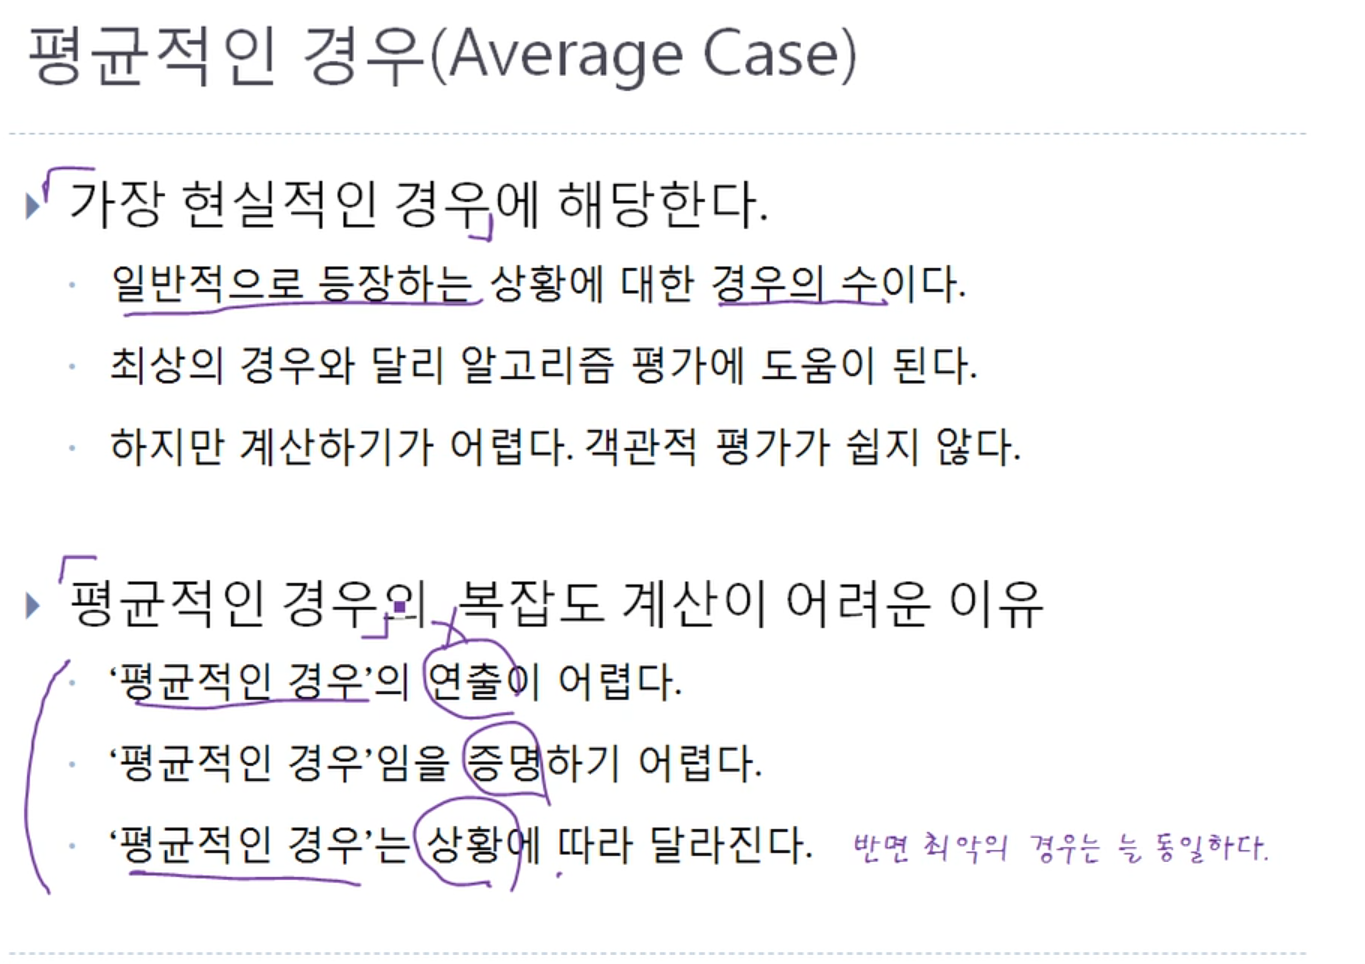 평균적인 경우(Average Case)
가장 현실적인 경우에 해당한다.
일반적으로 등장하는 상황에 대한 경우의 수이다.
최상의 경우와 달리 알고리즘 평가에 도움이 된다.
하지만 계산하기가 어렵다. 객관적 평가가 쉽지 않다.
평균적인 경우의 복잡도 계산이 어려운 이유
‘평균적인 경우’의 연출이 어렵다.
‘평균적인 경우’임을 증명하기 어렵다.
‘평균적인 경우’는 상황에 따라 달라진다. 반면 최악의 경우는 늘 동일하다.